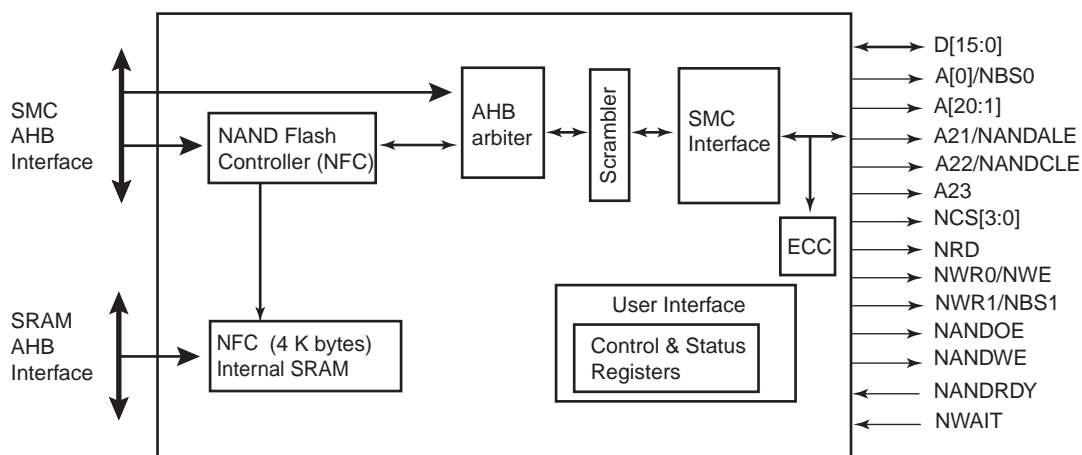 SMC
AHB
Interface
NAND Flash
Controller (NFC)
AHB
arbiter
Scrambler
SMC
Interface
ECC
SRAM
AHB
Interface
NFC (4 K bytes)
Internal SRAM
User Interface
Control & Status
Registers
D[15:0]
A[0]/NBS0
A[20:1]
A21/NANDALE
A22/NANDCLE
A23
NCS[3:0]
NRD
NWR0/NWE
NWR1/NBS1
NANDOE
NANDWE
NANDRDY
NWAIT